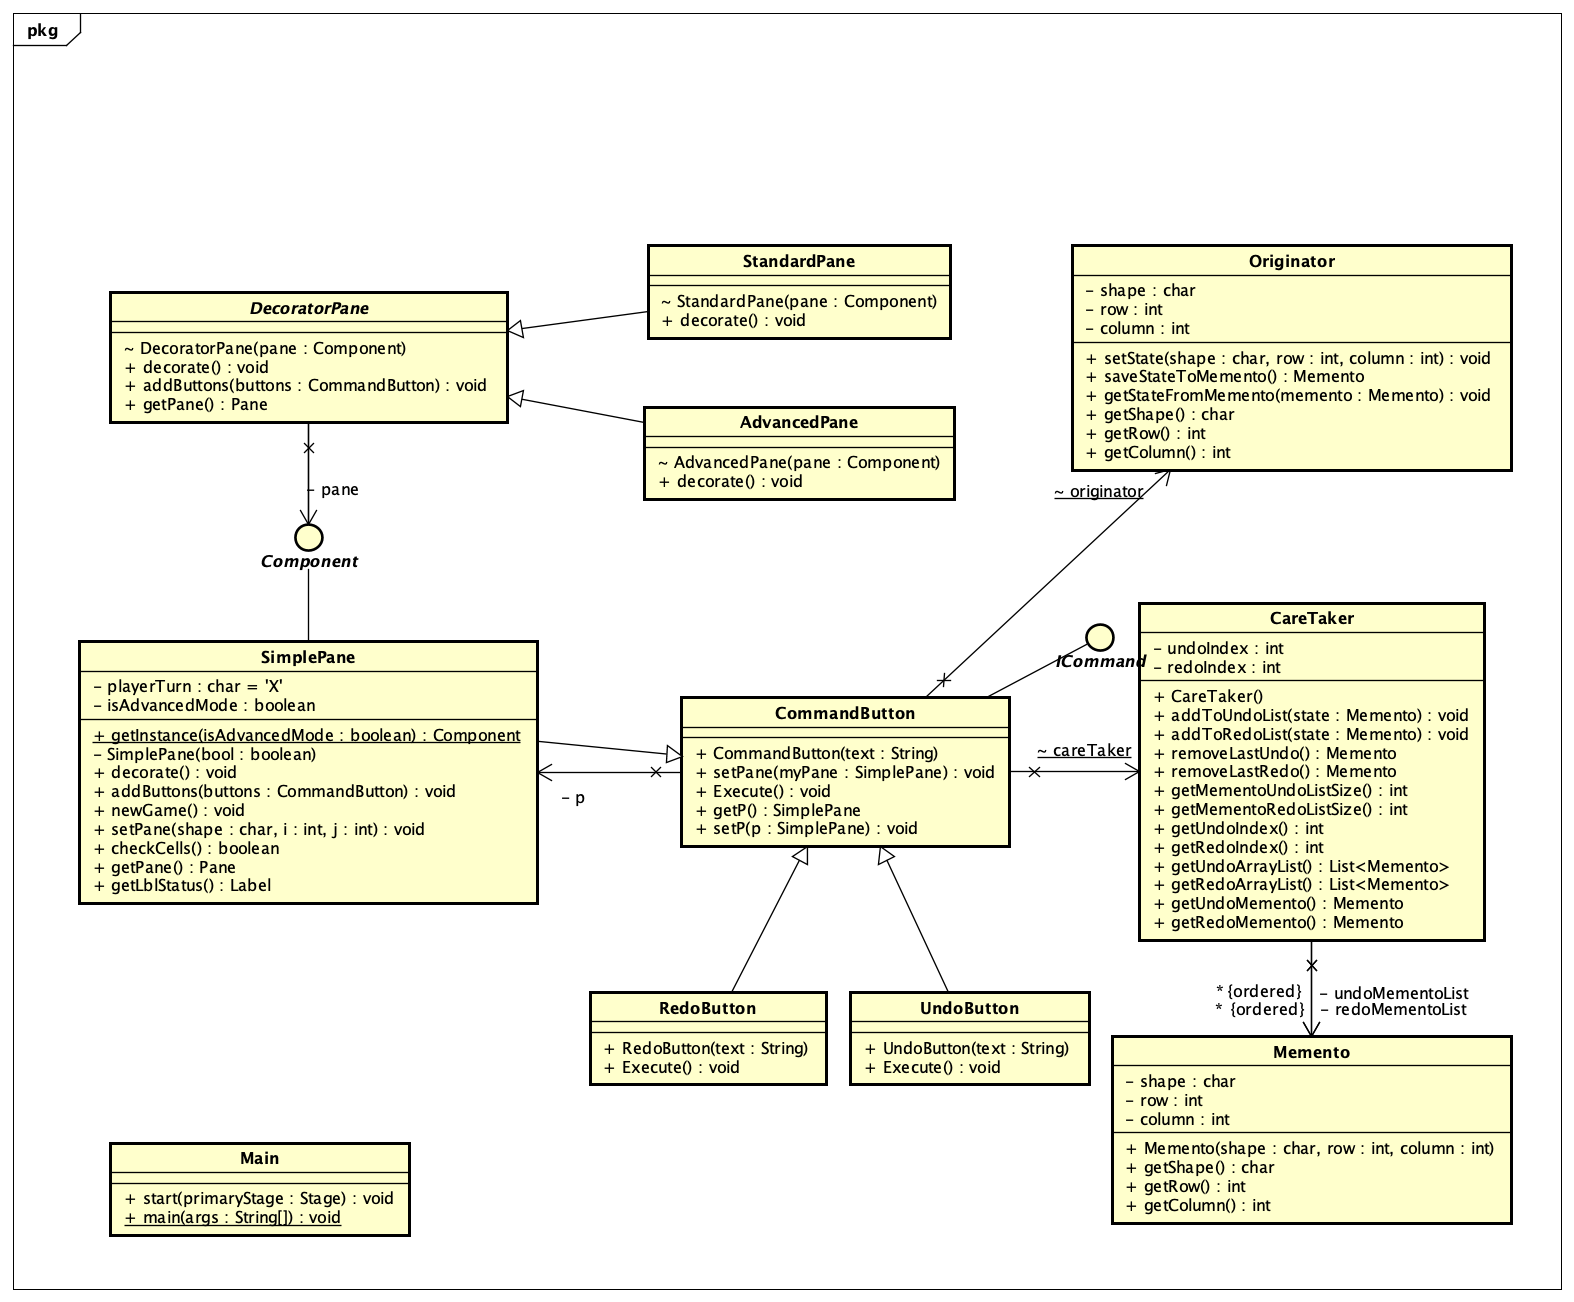 pkg
StandardPane
~ StandardPane(pane : Component)
+ decorate() : void
Originator
– shape : char
– row : int
– column : int
+ setState(shape : char, row : int, column : int) : void
+ saveStateToMemento() : Memento
+ getStateFromMemento(memento : Memento) : void
+ getShape() : char
+ getRow() : int
+ getColumn() : int
DecoratorPane
~ DecoratorPane(pane : Component)
+ decorate() : void
+ addButtons(buttons : CommandButton) : void
+ getPane() : Pane
AdvancedPane
~ AdvancedPane(pane : Component)
+ decorate() : void
– pane
~ originator
Component
SimplePane
– playerTurn : char = 'X'
– isAdvancedMode : boolean
+ getInstance(isAdvancedMode : boolean) : Component
– SimplePane(bool : boolean)
+ decorate() : void
+ addButtons(buttons : CommandButton) : void
+ newGame() : void
+ setPane(shape : char, i : int, j : int) : void
+ checkCells() : boolean
+ getPane() : Pane
+ getLblStatus() : Label
– p
ICommand
CommandButton
+ CommandButton(text : String)
+ setPane(myPane : SimplePane) : void
+ Execute() : void
+ getP() : SimplePane
+ setP(p : SimplePane) : void
~ careTaker
CareTaker
– undoIndex : int
– redoIndex : int
+ CareTaker()
+ addToUndoList(state : Memento) : void
+ addToRedoList(state : Memento) : void
+ removeLastUndo() : Memento
+ removeLastRedo() : Memento
+ getMementoUndoListSize() : int
+ getMementoRedoListSize() : int
+ getUndoIndex() : int
+ getRedoIndex() : int
+ getUndoArrayList() : List<Memento>
+ getRedoArrayList() : List<Memento>
+ getUndoMemento() : Memento
+ getRedoMemento() : Memento
* {ordered} – undoMementoList
* {ordered} – redoMementoList
RedoButton
+ RedoButton(text : String)
+ Execute() : void
UndoButton
+ UndoButton(text : String)
+ Execute() : void
Memento
– shape : char
– row : int
– column : int
+ Memento(shape : char, row : int, column : int)
+ getShape() : char
+ getRow() : int
+ getColumn() : int
Main
+ start(primaryStage : Stage) : void
+ main(args : String[]) : void